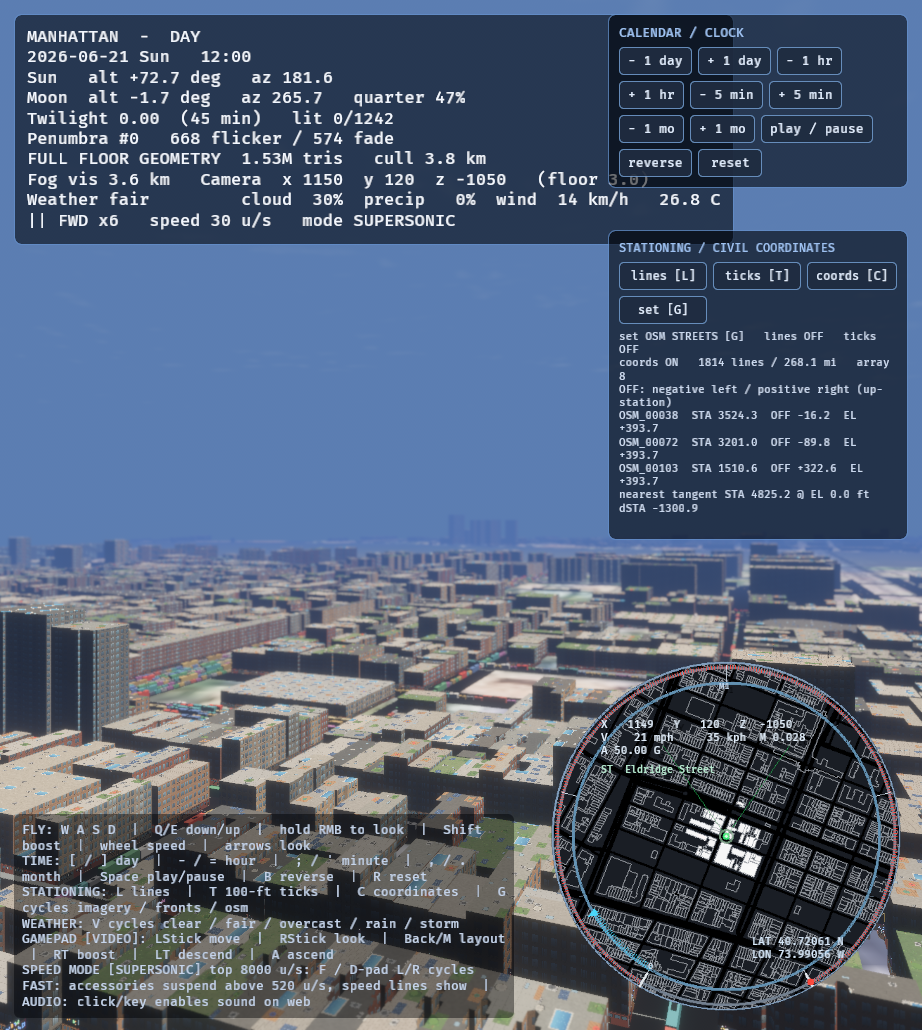 MANHATTAN - DAY
2026-06-21 Sun 12:00
Sun alt +72.7 deg az 181.6
Moon alt -1.7 deg az 265.7 quarter 47%
Twilight 0.00 (45 min) lit 0/1242
Penumbra #0 668 flicker / 574 fade
FULL FLOOR GEOMETRY 1.53M tris cull 3.8 km
Fog vis 3.6 km Camera x 1150 y 120 z -1050 (floor 3.0)
Weather fair cloud 30% precip 0% wind 14 km/h 26.8 C
|| FWD x6 speed 30 u/s mode SUPERSONIC
CALENDAR / CLOCK
- 1 day + 1 day - 1 hr
+ 1 hr - 5 min + 5 min
- 1 mo + 1 mo play / pause
reverse reset
STATIONING / CIVIL COORDINATES
lines [L] ticks [T] coords [C]
set [G]
set OSM STREETS [G] lines OFF ticks
OFF
coords ON 1814 lines / 268.1 mi array
8
OFF: negative left / positive right (up-
station)
OSM_00038 STA 3524.3 OFF -16.2 EL
+393.7
OSM_00072 STA 3201.0 OFF -89.8 EL
+393.7
OSM_00103 STA 1510.6 OFF +322.6 EL
+393.7
nearest tangent STA 4825.2 @ EL 0.0 ft
dSTA -1300.9
X 1149 Y 120 Z -1050
V 21 mph 35 kph M 0.028
A 50.00 G
ST Eldridge Street
LAT 40.72061 N
LON 73.99056 W
FLY: W A S D | Q/E down/up | hold RMB to look | Shift
boost | wheel speed | arrows look
TIME: [ / ] day | - / = hour | ; / ' minute | , / .
month | Space play/pause | B reverse | R reset
STATIONING: L lines | T 100-ft ticks | C coordinates | G
cycles imagery / fronts / osm
WEATHER: V cycles clear / fair / overcast / rain / storm
GAMEPAD [VIDEO]: LStick move | RStick look | Back/M layout
| RT boost | LT descend | A ascend
SPEED MODE [SUPERSONIC] top 8000 u/s: F / D-pad L/R cycles
FAST: accessories suspend above 520 u/s, speed lines show |
AUDIO: click/key enables sound on web